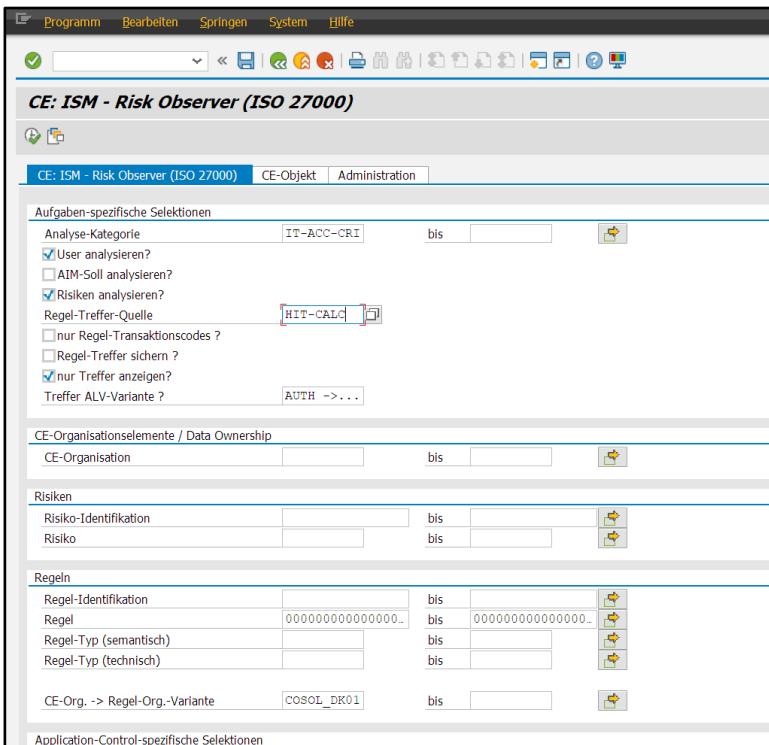 Programm Bearbeiten Springen System Hilfe
CE: ISM - Risk Observer (ISO 27000)
CE: ISM - Risk Observer (ISO 27000) CE-Objekt Administration
Aufgaben-spezifische Selektionen
Analyse-Kategorie IT-ACC-CRI bis
User analysieren?
AIM-Soll analysieren?
Risiken analysieren?
Regel-Treffer-Quelle HIT-CALC
nur Regel-Transaktionscodes ?
Regel-Treffer sichern ?
nur Treffer anzeigen?
Treffer ALV-Variante ? AUTH ->...
CE-Organisationselemente / Data Ownership
CE-Organisation bis
Risiken
Risiko-Identifikation bis
Risiko bis
Regeln
Regel-Identifikation bis
Regel 000000000000000… bis 000000000000000…
Regel-Typ (semantisch) bis
Regel-Typ (technisch) bis
CE-Org. -> Regel-Org.-Variante COSOL_DK01 bis
Application-Control-spezifische Selektionen